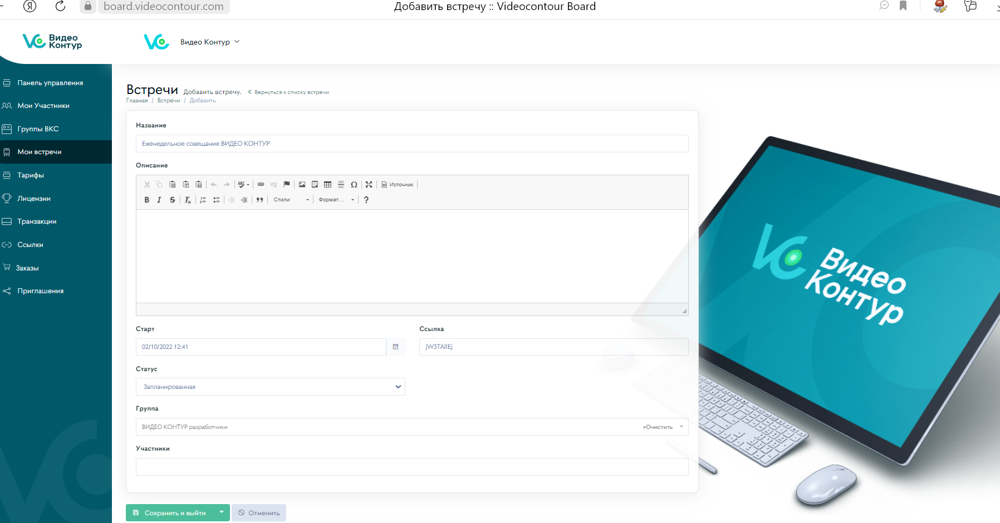 board.videocontour.com
Добавить встречу :: Videocontour Board
Видео
Контур
Видео Контур
Панель управления
Мои Участники
Группы ВКС
Мои встречи
Тарифы
Лицензии
Транзакции
Ссылки
Заказы
Приглашения
Встречи Добавить встречу. « Вернуться к списку встречи
Главная / Встречи / Добавить
Название
Еженедельное совещание ВИДЕО КОНТУР
Описание
Источник
Стили
Формат...
Старт
02/10/2022 12:41
Ссылка
jW3TAllEj
Статус
Запланированная
Группа
ВИДЕО КОНТУР разработчики
×Очистить
Участники
Сохранить и выйти
Отменить
Видео
Контур